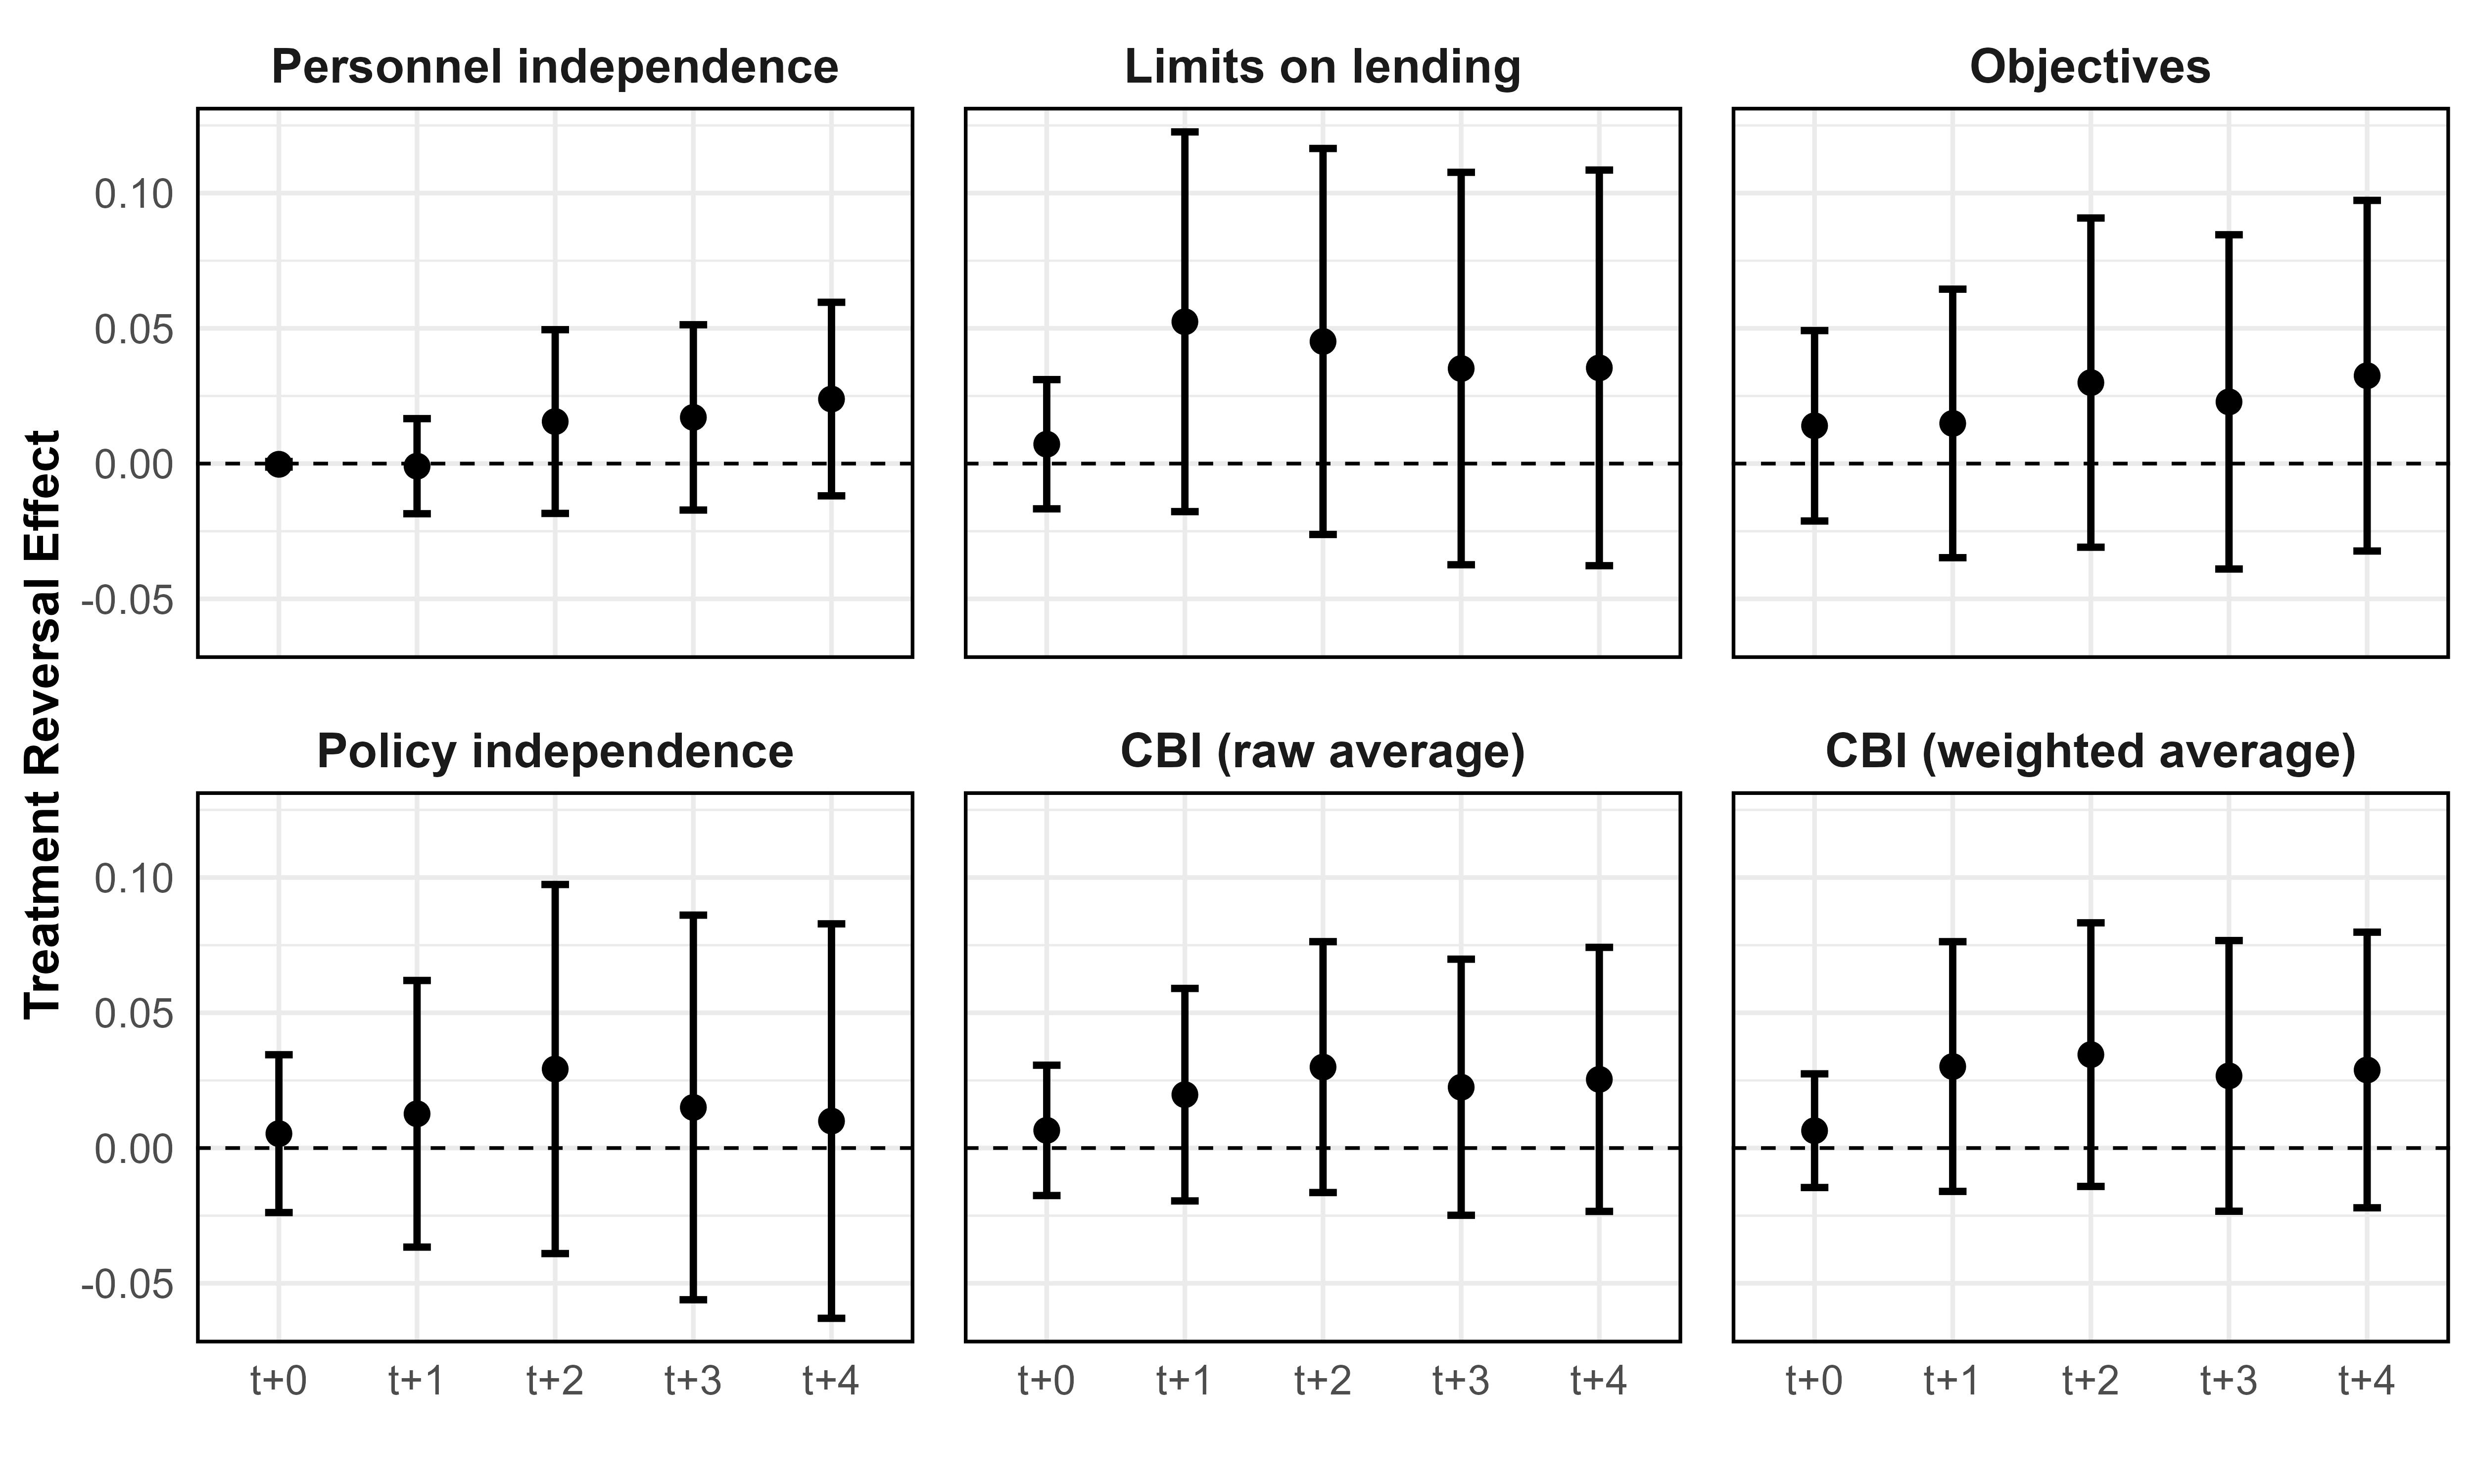 Treatment Reversal Effect
Personnel independence
Limits on lending
Objectives
0.10
0.05
0.00
-0.05
Policy independence
CBI (raw average)
CBI (weighted average)
0.10
0.05
0.00
-0.05
t+0 t+1 t+2 t+3 t+4
t+0 t+1 t+2 t+3 t+4
t+0 t+1 t+2 t+3 t+4